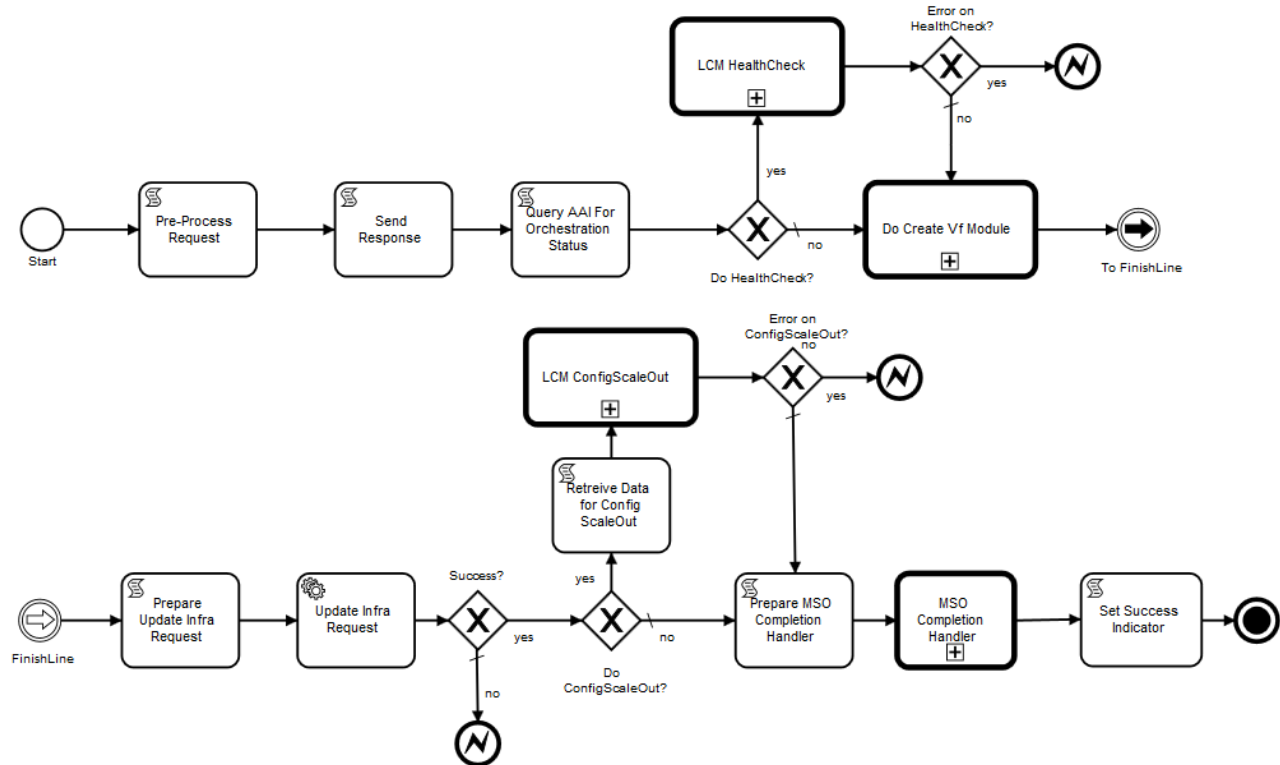 Error on
HealthCheck?
LCM HealthCheck
yes
no
yes
Pre-Process
Request
Send
Response
Query AAI For
Orchestration
Status
Do Create Vf Module
no
Start
Do HealthCheck?
To FinishLine
Error on
ConfigScaleOut?
no
LCM ConfigScaleOut
yes
Retreive Data
for Config
ScaleOut
Success?
yes
Prepare
Update Infra
Request
Update Infra
Request
yes
no
Prepare MSO
Completion
Handler
MSO
Completion
Handler
Set Success
Indicator
FinishLine
Do
ConfigScaleOut?
no